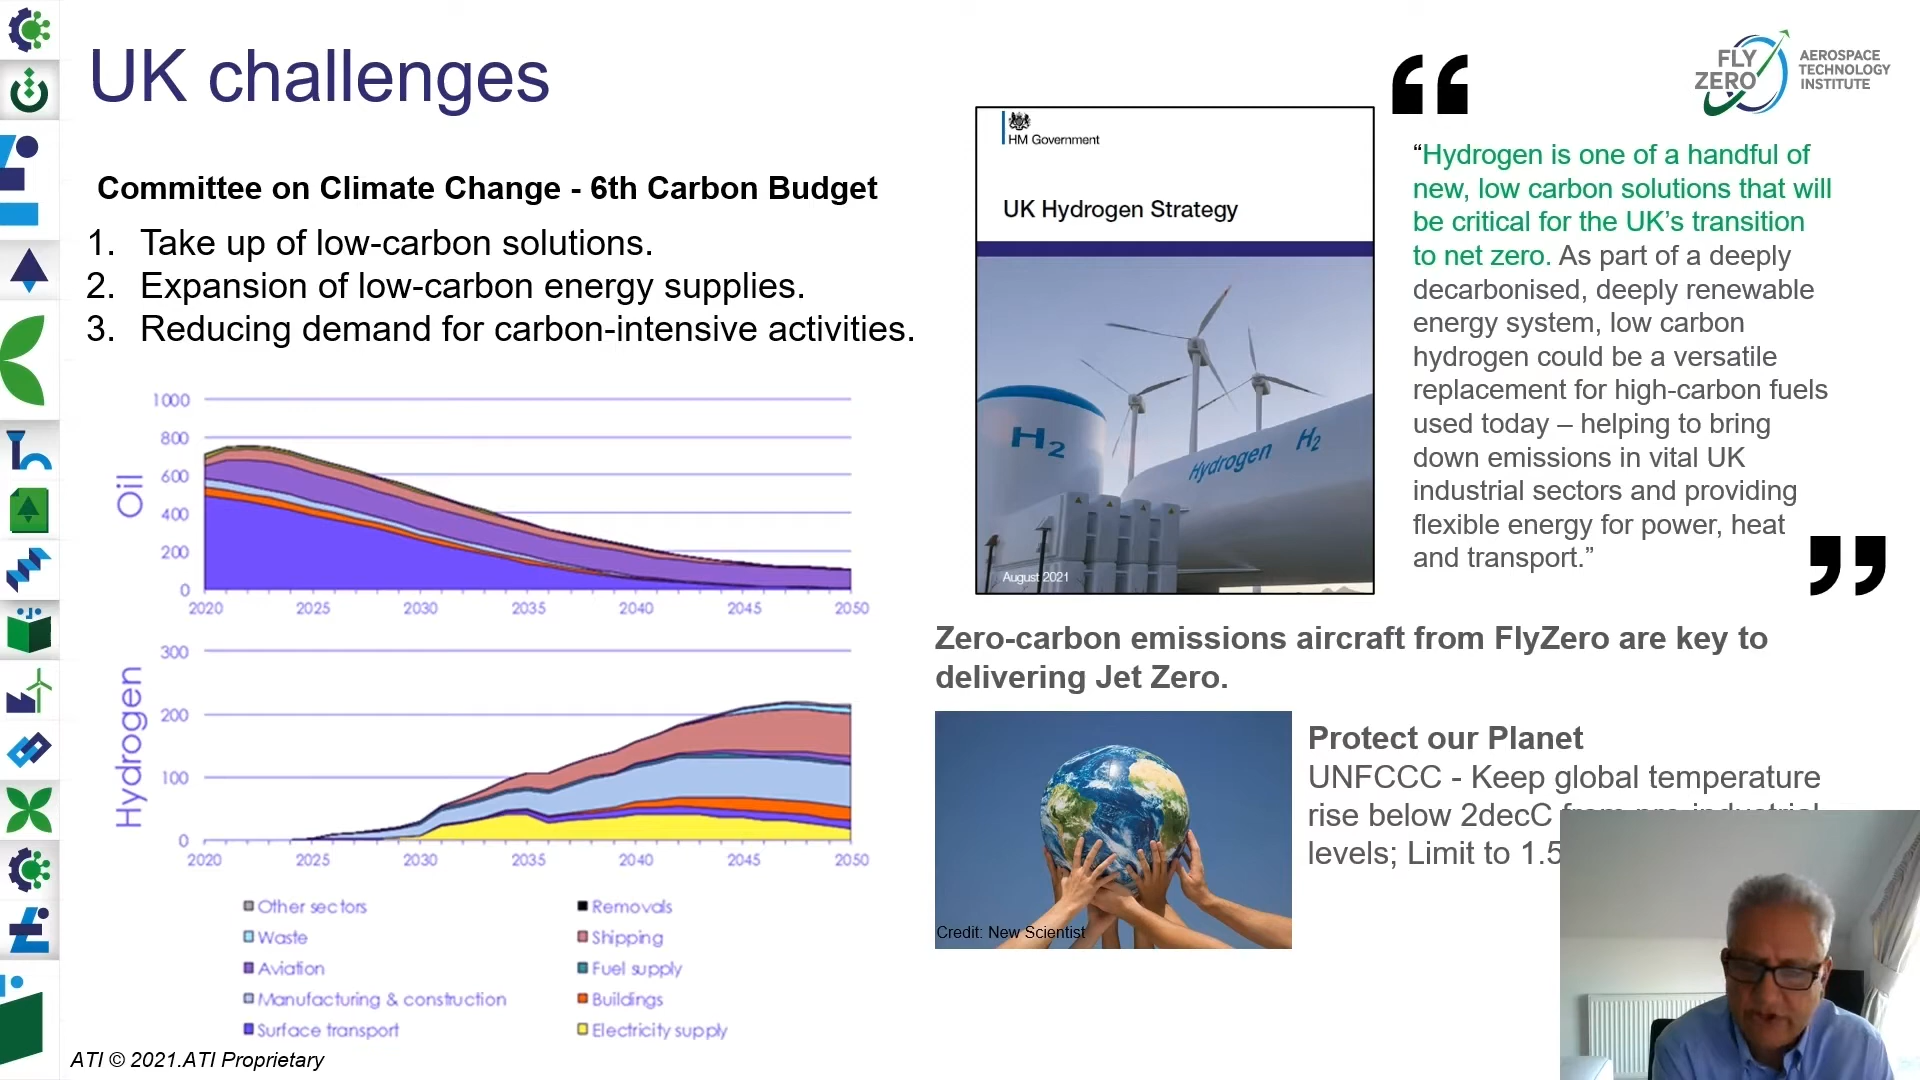 UK challenges
FLY
ZERO
AEROSPACE
TECHNOLOGY
INSTITUTE
Committee on Climate Change - 6th Carbon Budget
1. Take up of low-carbon solutions.
2. Expansion of low-carbon energy supplies.
3. Reducing demand for carbon-intensive activities.
Oil
1000
800
600
400
200
0
2020 2025 2030 2035 2040 2045 2050
Hydrogen
300
200
100
0
2020 2025 2030 2035 2040 2045 2050
Other sectors
Removals
Waste
Shipping
Aviation
Fuel supply
Manufacturing & construction
Buildings
Surface transport
Electricity supply
ATI © 2021.ATI Proprietary
HM Government
UK Hydrogen Strategy
H2
Hydrogen H2
August 2021
“Hydrogen is one of a handful of
new, low carbon solutions that will
be critical for the UK’s transition
to net zero. As part of a deeply
decarbonised, deeply renewable
energy system, low carbon
hydrogen could be a versatile
replacement for high-carbon fuels
used today – helping to bring
down emissions in vital UK
industrial sectors and providing
flexible energy for power, heat
and transport.”
Zero-carbon emissions aircraft from FlyZero are key to
delivering Jet Zero.
Credit: New Scientist
Protect our Planet
UNFCCC - Keep global temperature
rise below 2decC from pre-industrial
levels; Limit to 1.5